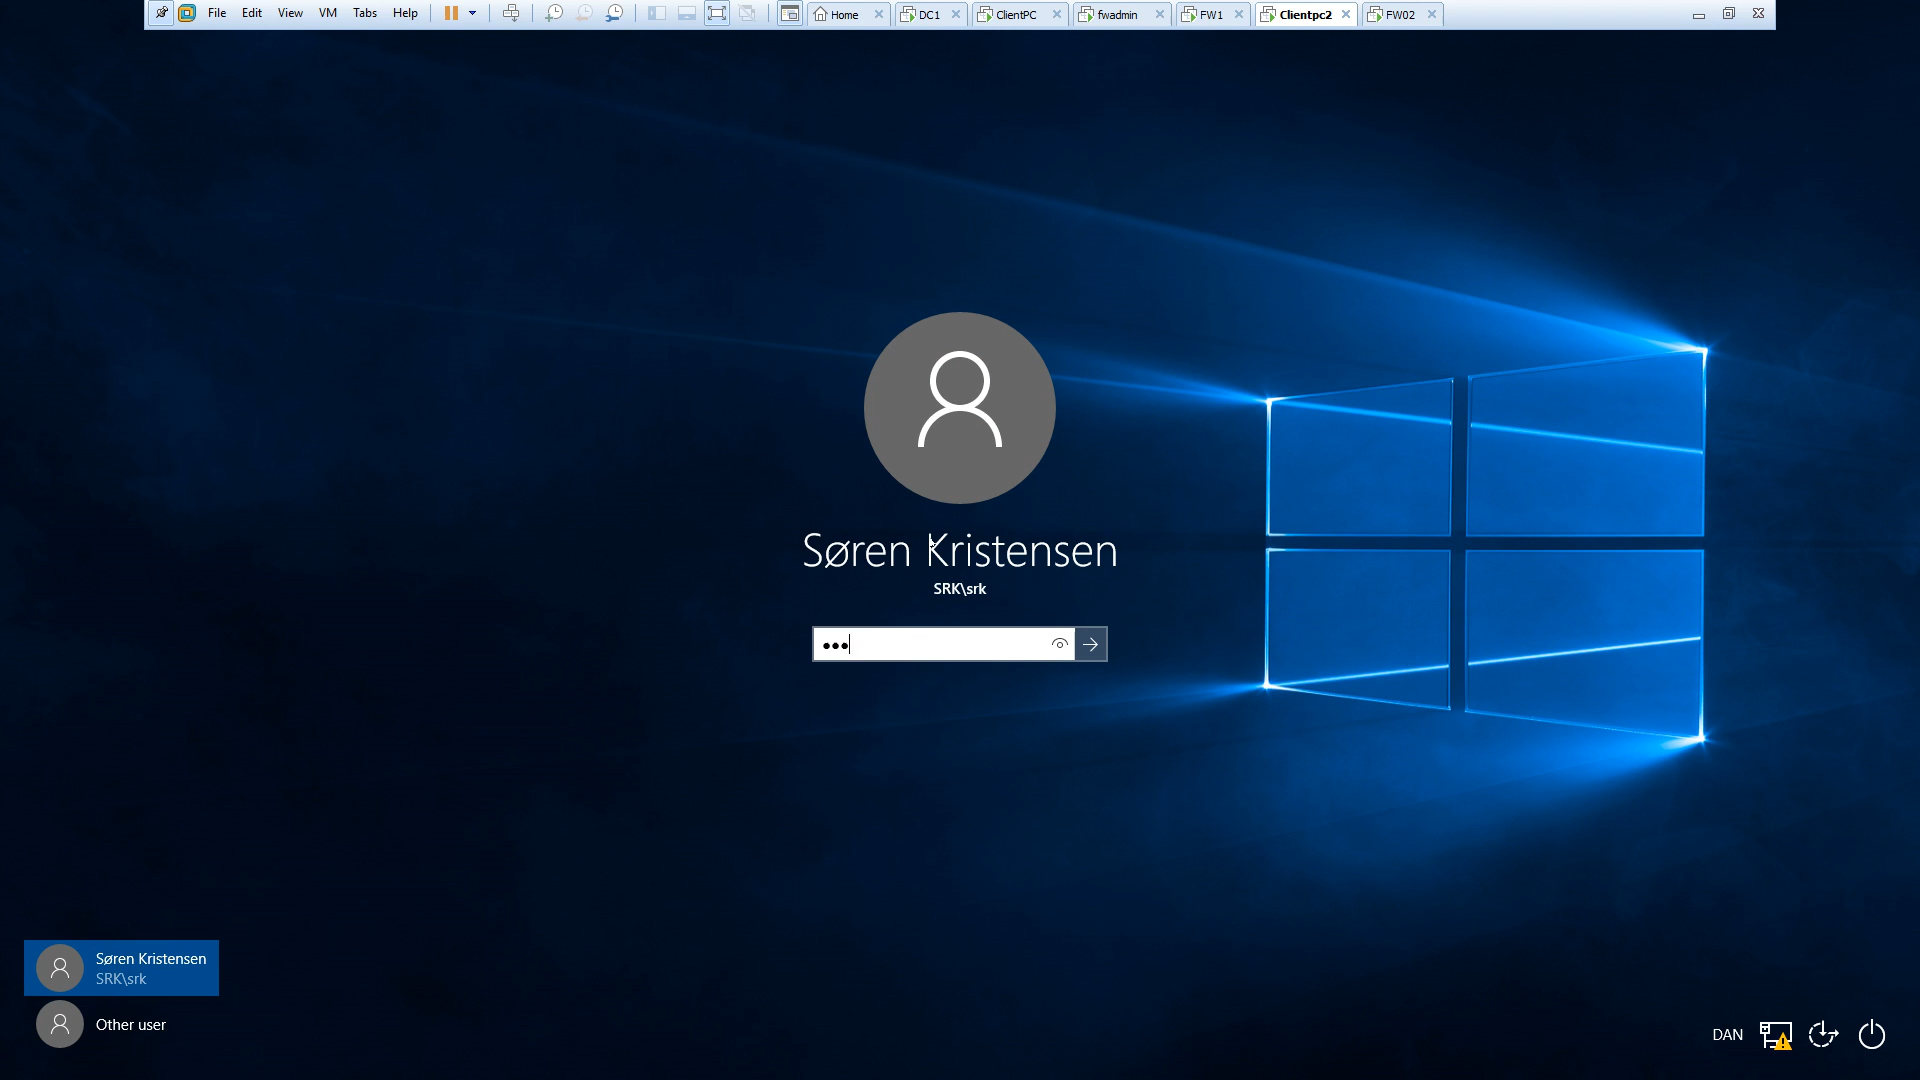 File Edit View VM Tabs Help Home DC1 ClientPC fwadmin FW1 Clientpc2 FW02
Søren Kristensen
SRK\srk
Søren Kristensen
SRK\srk
Other user
DAN